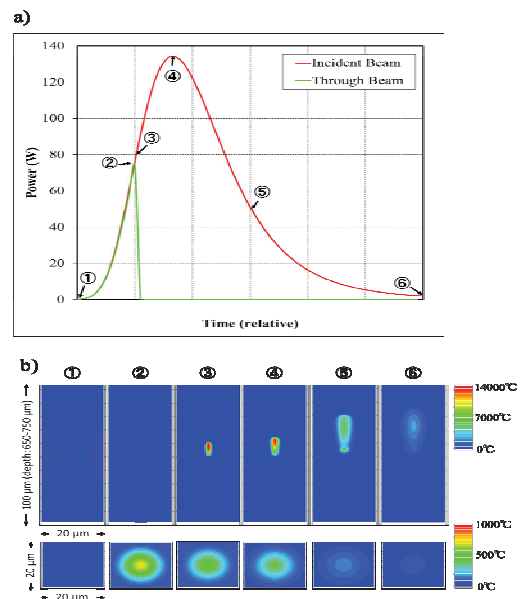 a)
140
120
100
80
60
40
20
0
Power (W)
Incident Beam
Through Beam
①
②
③
④
⑤
⑥
Time (relative)
b)
① ② ③ ④ ⑤ ⑥
100 μm (depth :650-750 μm)
14000℃
7000℃
0℃
20 μm
20 μm
1000℃
500℃
0℃
20 μm